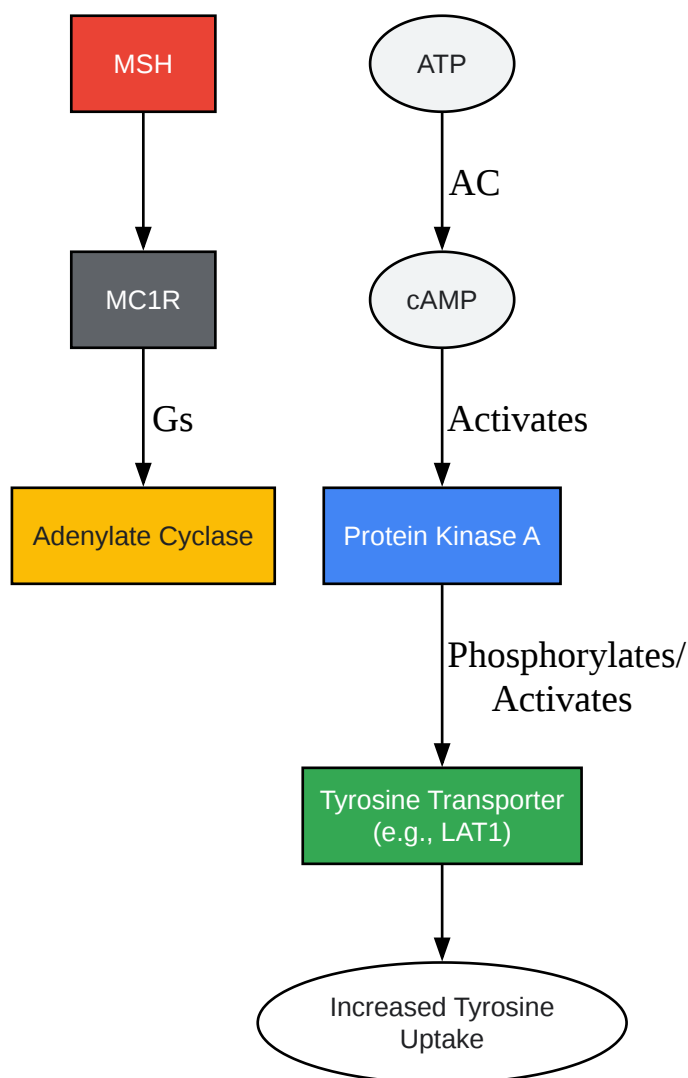 MSH
ATP
AC
MC1R
cAMP
Gs
Activates
Adenylate Cyclase
Protein Kinase A
Phosphorylates/
Activates
Tyrosine Transporter
(e.g., LAT1)
Increased Tyrosine
Uptake